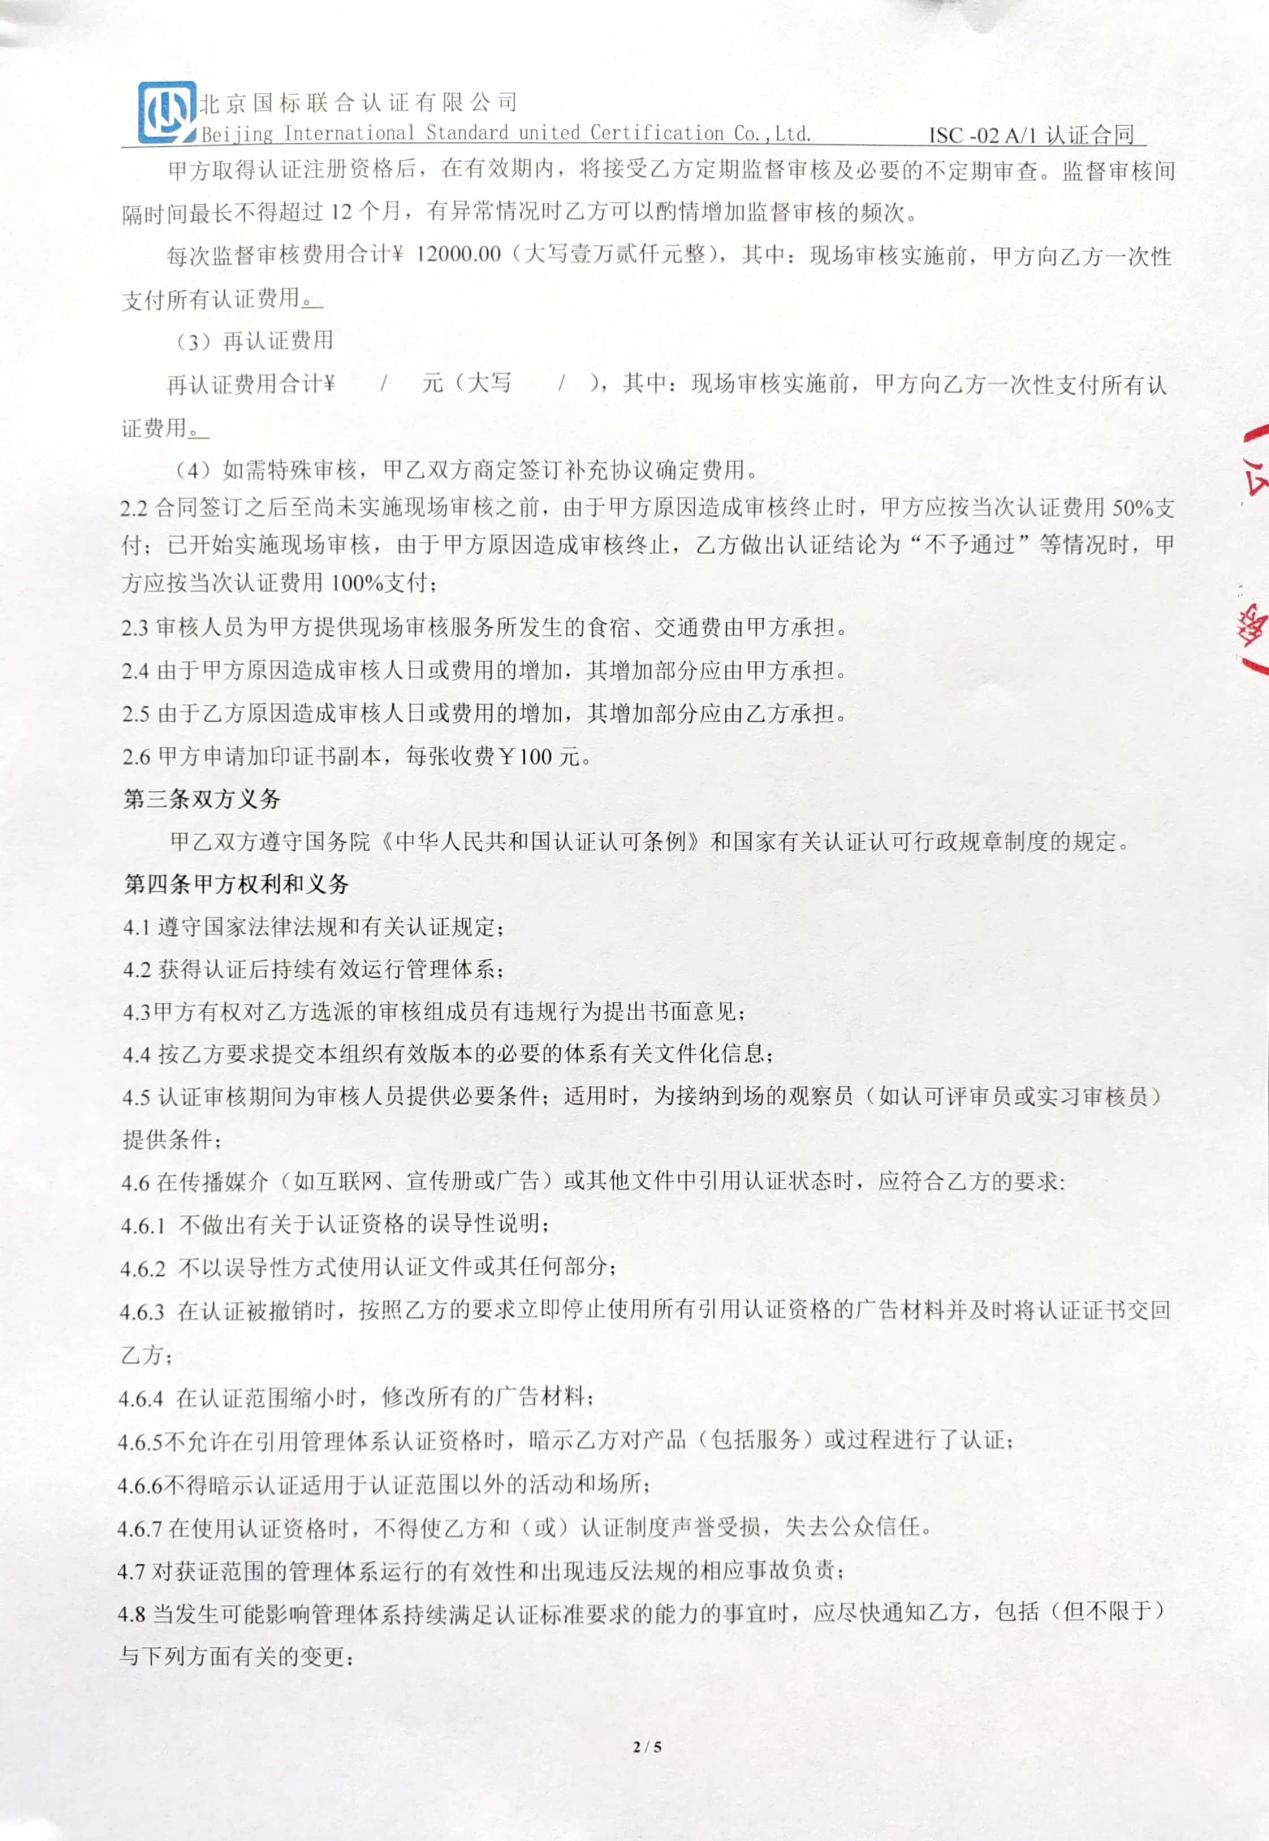 北京国标联合认证有限公司
Beijing International Standard united Certification Co.,Ltd.
ISC -02 A/1 认证合同
甲方取得认证注册资格后，在有效期内，将接受乙方定期监督审核及必要的不定期审查。监督审核间
隔时间最长不得超过 12 个月，有异常情况时乙方可以酌情增加监督审核的频次。
每次监督审核费用合计¥ 12000.00（大写壹万贰仟元整），其中：现场审核实施前，甲方向乙方一次性
支付所有认证费用。
（3）再认证费用
再认证费用合计¥ / 元（大写 / ），其中：现场审核实施前，甲方向乙方一次性支付所有认
证费用。
（4）如需特殊审核，甲乙双方商定签订补充协议确定费用。
2.2 合同签订之后至尚未实施现场审核之前，由于甲方原因造成审核终止时，甲方应按当次认证费用 50%支
付；已开始实施现场审核，由于甲方原因造成审核终止，乙方做出认证结论为“不予通过”等情况时，甲
方应按当次认证费用 100%支付；
2.3 审核人员为甲方提供现场审核服务所发生的食宿、交通费由甲方承担。
2.4 由于甲方原因造成审核人日或费用的增加，其增加部分应由甲方承担。
2.5 由于乙方原因造成审核人日或费用的增加，其增加部分应由乙方承担。
2.6 甲方申请加印证书副本，每张收费￥100 元。
第三条双方义务
甲乙双方遵守国务院《中华人民共和国认证认可条例》和国家有关认证认可行政规章制度的规定。
第四条甲方权利和义务
4.1 遵守国家法律法规和有关认证规定；
4.2 获得认证后持续有效运行管理体系；
4.3甲方有权对乙方选派的审核组成员有违规行为提出书面意见；
4.4 按乙方要求提交本组织有效版本的必要的体系有关文件化信息；
4.5 认证审核期间为审核人员提供必要条件；适用时，为接纳到场的观察员（如认可评审员或实习审核员）
提供条件；
4.6 在传播媒介（如互联网、宣传册或广告）或其他文件中引用认证状态时，应符合乙方的要求:
4.6.1 不做出有关于认证资格的误导性说明；
4.6.2 不以误导性方式使用认证文件或其任何部分；
4.6.3 在认证被撤销时，按照乙方的要求立即停止使用所有引用认证资格的广告材料并及时将认证证书交回
乙方；
4.6.4 在认证范围缩小时，修改所有的广告材料；
4.6.5不允许在引用管理体系认证资格时，暗示乙方对产品（包括服务）或过程进行了认证；
4.6.6不得暗示认证适用于认证范围以外的活动和场所；
4.6.7 在使用认证资格时，不得使乙方和（或）认证制度声誉受损，失去公众信任。
4.7 对获证范围的管理体系运行的有效性和出现违反法规的相应事故负责；
4.8 当发生可能影响管理体系持续满足认证标准要求的能力的事宜时，应尽快通知乙方，包括（但不限于）
与下列方面有关的变更：
2 / 5